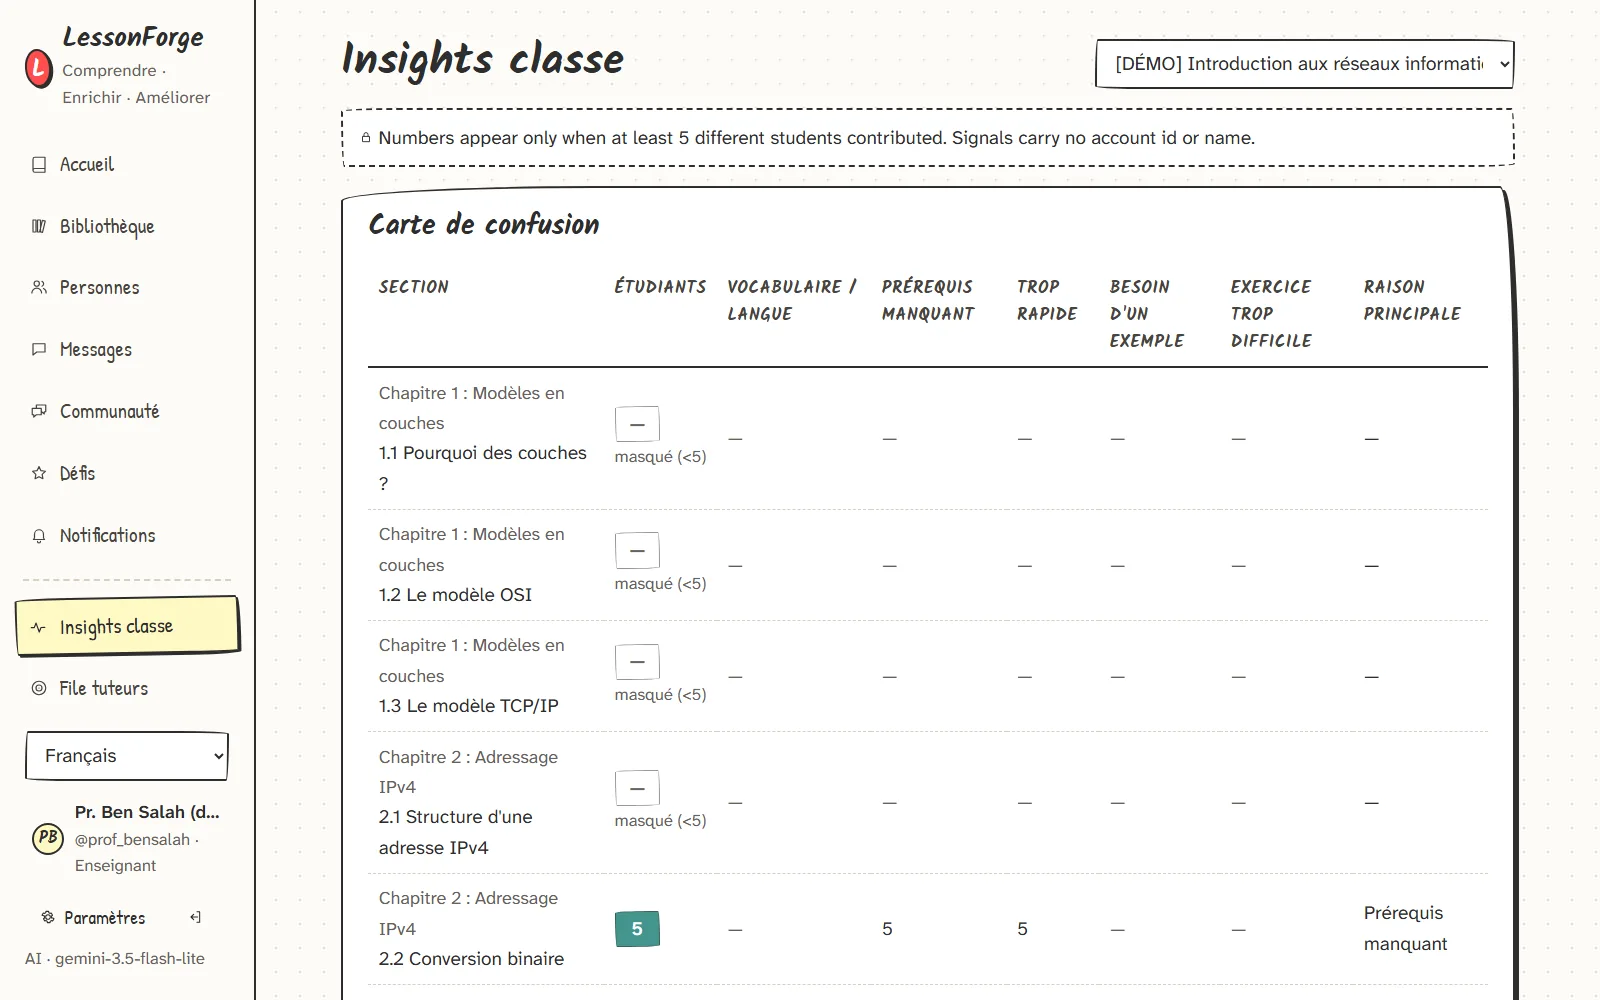 LessonForge
L
Comprendre ·
Enrichir · Améliorer
Accueil
Bibliothèque
Personnes
Messages
Communauté
Défis
Notifications
Insights classe
File tuteurs
Français
PB
Pr. Ben Salah (d...
@prof_bensalah ·
Enseignant
Paramètres
AI · gemini-3.5-flash-lite
Insights classe
[DÉMO] Introduction aux réseaux informati
Numbers appear only when at least 5 different students contributed. Signals carry no account id or name.
Carte de confusion
SECTION
ÉTUDIANTS
VOCABULAIRE /
LANGUE
PRÉREQUIS
MANQUANT
TROP
RAPIDE
BESOIN
D'UN
EXEMPLE
EXERCICE
TROP
DIFFICILE
RAISON
PRINCIPALE
Chapitre 1 : Modèles en
couches
1.1 Pourquoi des couches
?
—
masqué (<5)
— — — — — —
Chapitre 1 : Modèles en
couches
1.2 Le modèle OSI
—
masqué (<5)
— — — — — —
Chapitre 1 : Modèles en
couches
1.3 Le modèle TCP/IP
—
masqué (<5)
— — — — — —
Chapitre 2 : Adressage
IPv4
2.1 Structure d'une
adresse IPv4
—
masqué (<5)
— — — — — —
Chapitre 2 : Adressage
IPv4
2.2 Conversion binaire
5
— 5 5 — —
Prérequis
manquant